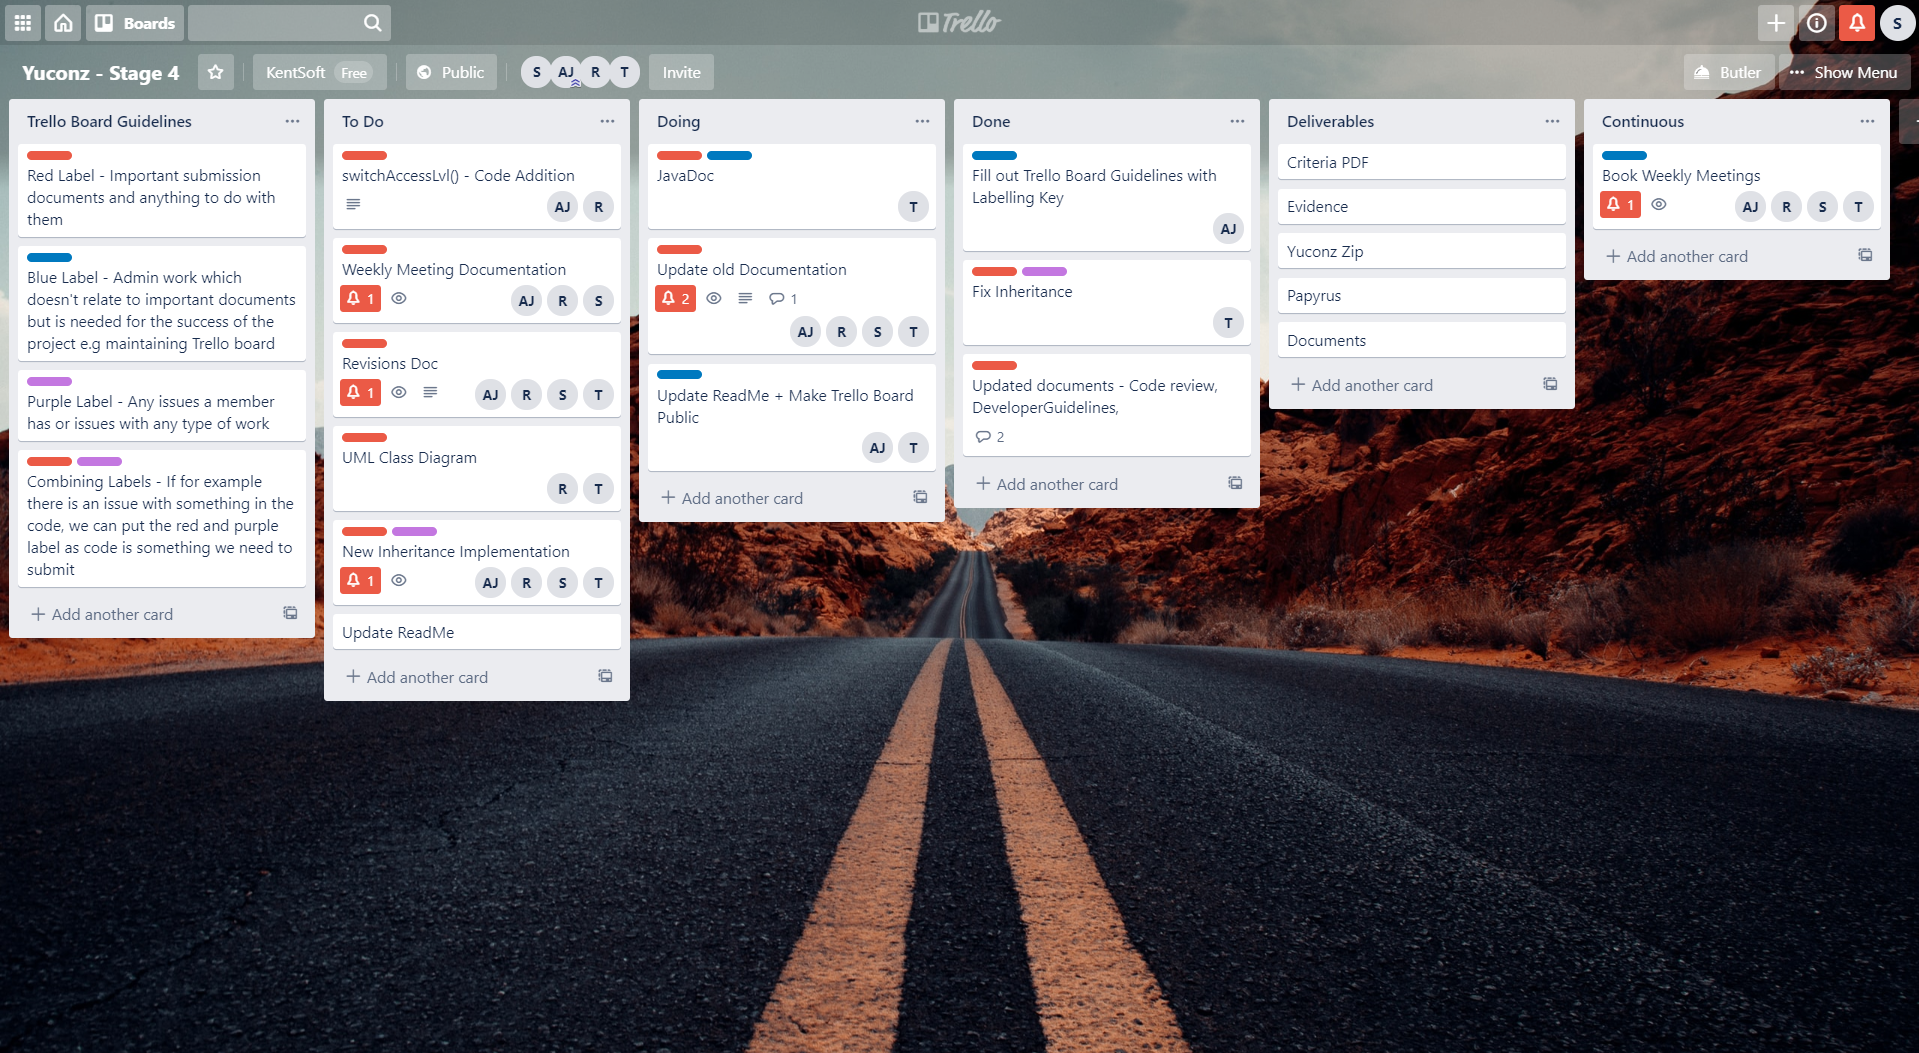 Boards
Trello
S
Yuconz - Stage 4
KentSoft Free
Public
S AJ R T
Invite
Butler
Show Menu
Trello Board Guidelines
Red Label - Important submission
documents and anything to do with
them
Blue Label - Admin work which
doesn't relate to important documents
but is needed for the success of the
project e.g maintaining Trello board
Purple Label - Any issues a member
has or issues with any type of work
Combining Labels - If for example
there is an issue with something in the
code, we can put the red and purple
label as code is something we need to
submit
Add another card
To Do
switchAccessLvl() - Code Addition
AJ R
Weekly Meeting Documentation
1 AJ R S
Revisions Doc
1 AJ R S T
UML Class Diagram
R T
New Inheritance Implementation
1 AJ R S T
Update ReadMe
Add another card
Doing
JavaDoc
T
Update old Documentation
2 1
AJ R S T
Update ReadMe + Make Trello Board
Public
AJ T
Add another card
Done
Fill out Trello Board Guidelines with
Labelling Key
AJ
Fix Inheritance
T
Updated documents - Code review,
DeveloperGuidelines,
2
Add another card
Deliverables
Criteria PDF
Evidence
Yuconz Zip
Papyrus
Documents
Add another card
Continuous
Book Weekly Meetings
1 AJ R S T
Add another card